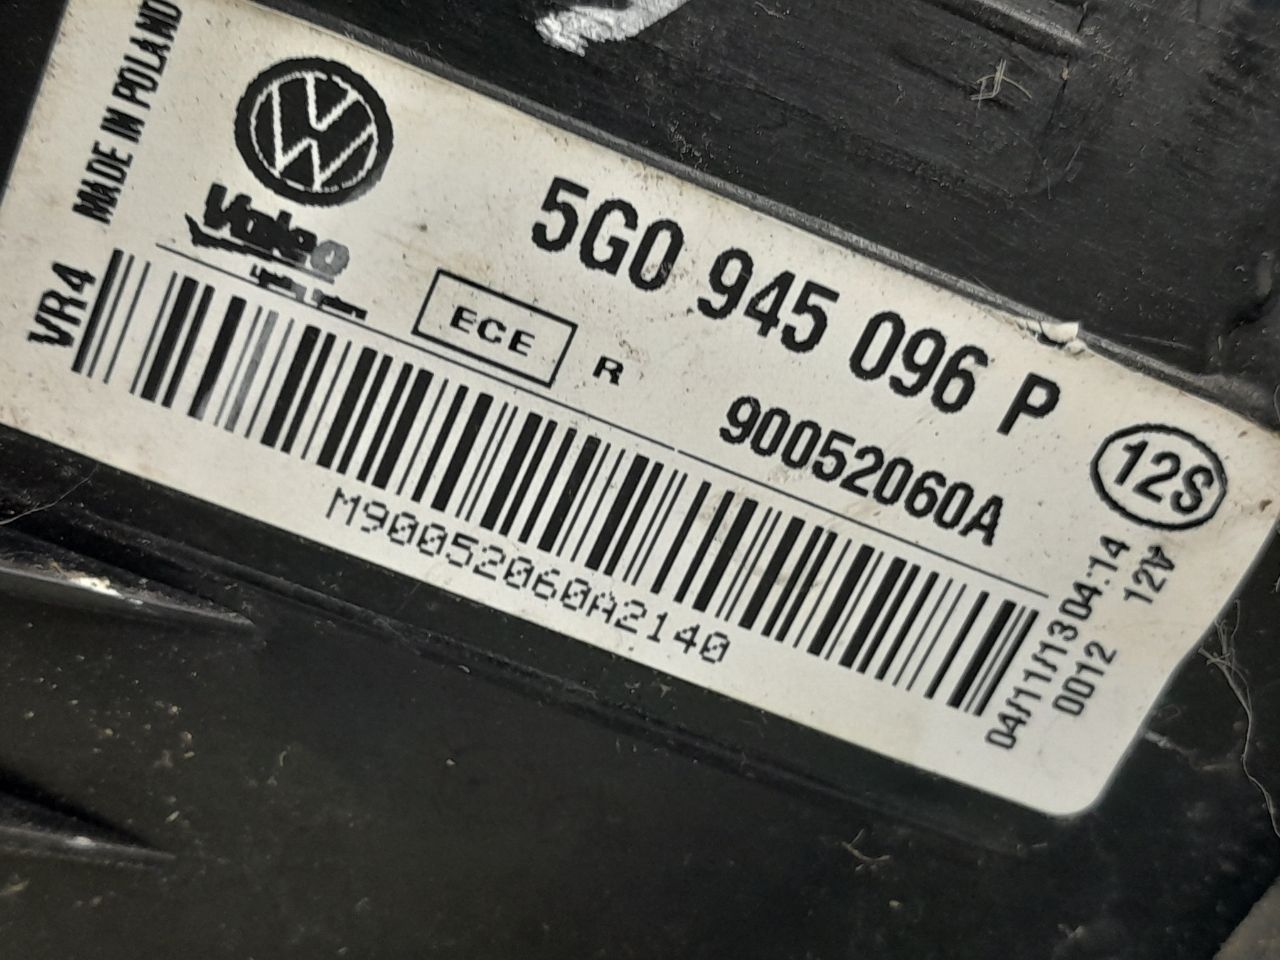 MADE IN POLAND
Valeo
5G0 945 096 P
ECE
R
90052060A
12S
VR4
M90052060A2140
04/11/13 04:14
0012 12V